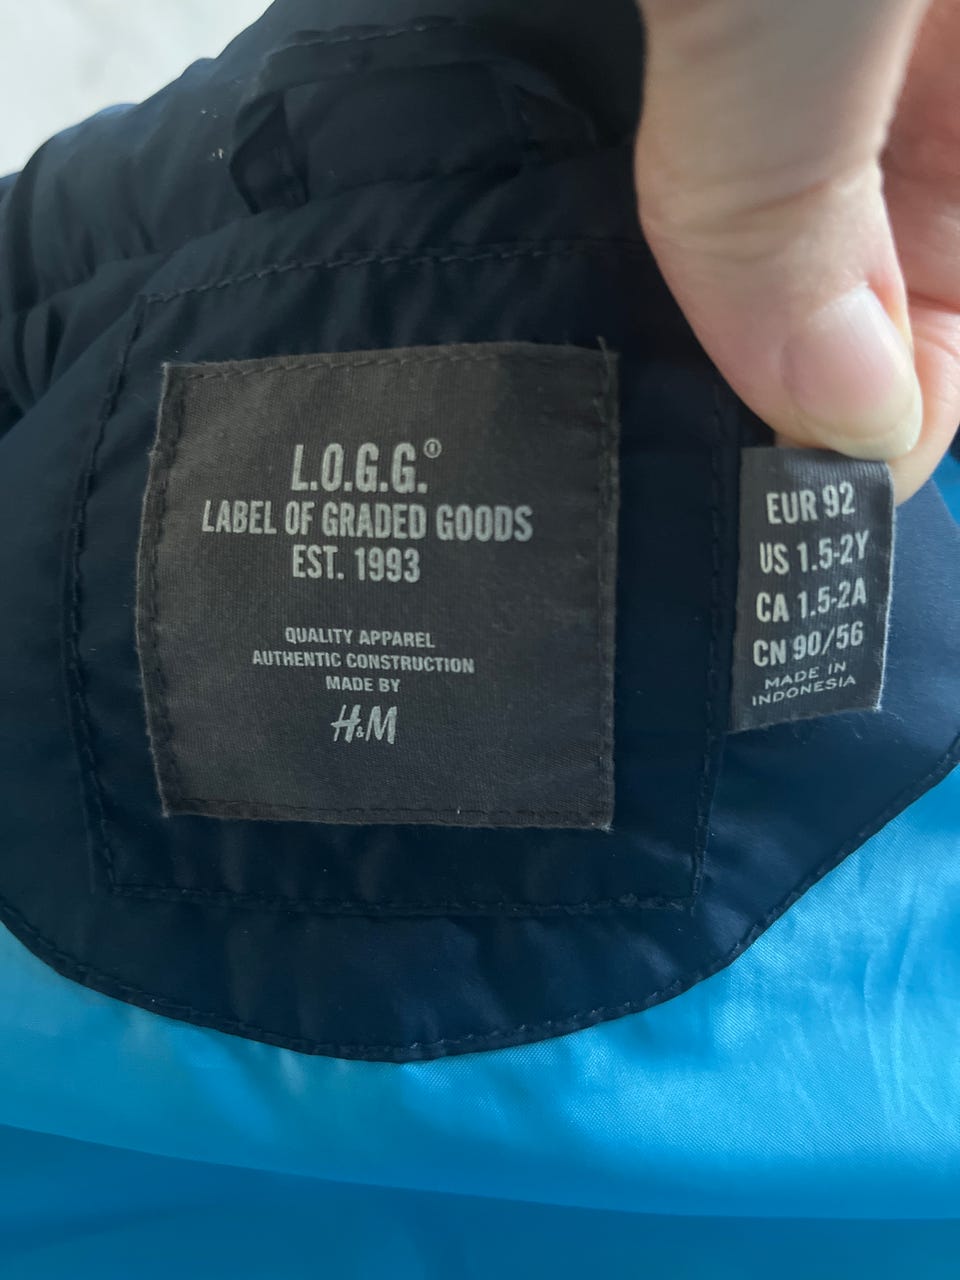 L.O.G.G.®
LABEL OF GRADED GOODS
EST. 1993
QUALITY APPAREL
AUTHENTIC CONSTRUCTION
MADE BY
H&M
EUR 92
US 1.5-2Y
CA 1.5-2A
CN 90/56
MADE IN
INDONESIA